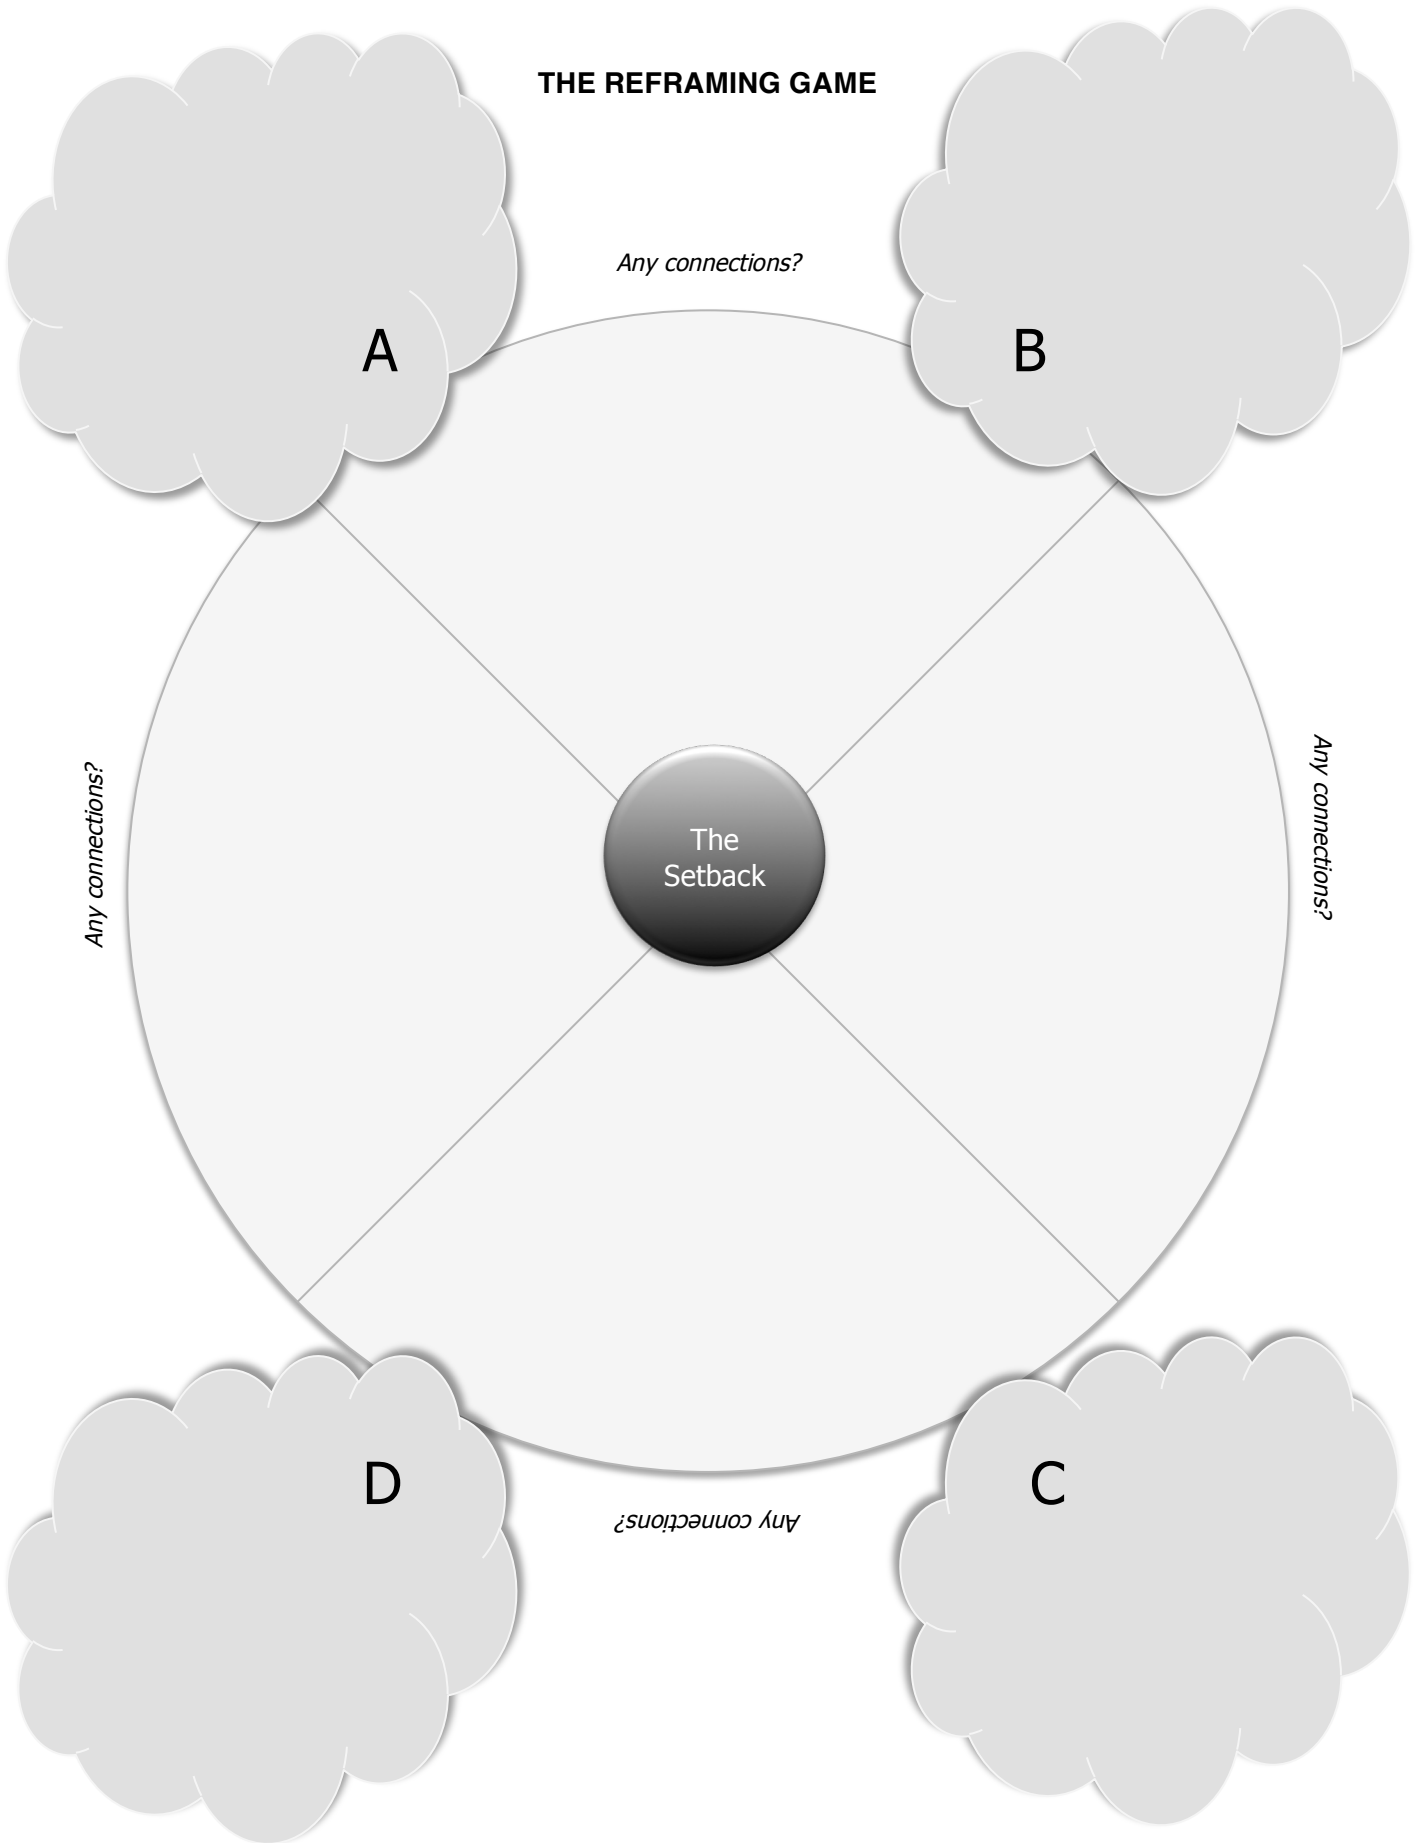 THE REFRAMING GAME
Any connections?
A
B
Any connections?
The
Setback
Any connections?
D
C
Any connections?